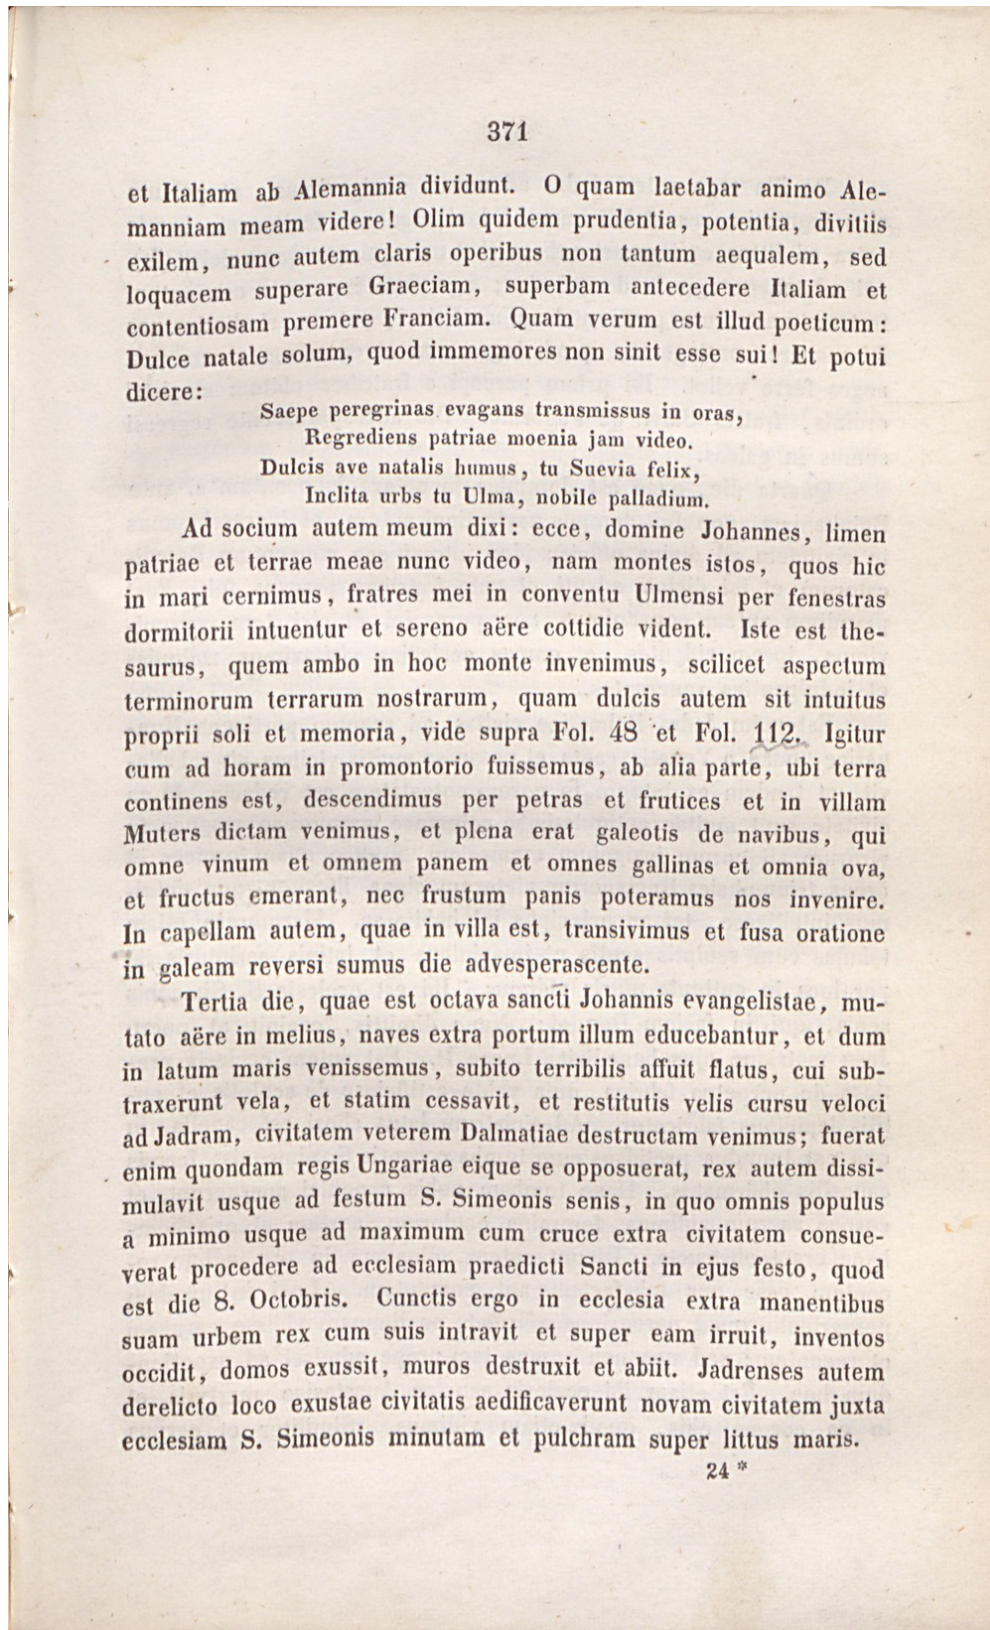 371
et Italiam ab Alemannia dividunt. O quam laetabar animo Ale-
manniam meam videre! Olim quidem prudentia, potentia, divitiis
exilem, nunc autem claris operibus non tantum aequalem, sed
loquacem superare Graeciam, superbam antecedere Italiam et
contentiosam premere Franciam. Quam verum est illud poeticum:
Dulce natale solum, quod immemores non sinit esse sui! Et potui
dicere:
Saepe peregrinas evagans transmissus in oras,
Regrediens patriae moenia jam video.
Dulcis ave natalis humus, tu Suevia felix,
Inclita urbs tu Ulma, nobile palladium.
Ad socium autem meum dixi: ecce, domine Johannes, limen
patriae et terrae meae nunc video, nam montes istos, quos hic
in mari cernimus, fratres mei in conventu Ulmensi per fenestras
dormitorii intuentur et sereno aëre cottidie vident. Iste est the-
saurus, quem ambo in hoc monte invenimus, scilicet aspectum
terminorum terrarum nostrarum, quam dulcis autem sit intuitus
proprii soli et memoria, vide supra Fol. 48 et Fol. 112. Igitur
cum ad horam in promontorio fuissemus, ab alia parte, ubi terra
continens est, descendimus per petras et frutices et in villam
Muters dictam venimus, et plena erat galeotis de navibus, qui
omne vinum et omnem panem et omnes gallinas et omnia ova,
et fructus emerant, nec frustum panis poteramus nos invenire.
In capellam autem, quae in villa est, transivimus et fusa oratione
in galeam reversi sumus die advesperascente.
Tertia die, quae est octava sancti Johannis evangelistae, mu-
tato aëre in melius, naves extra portum illum educebantur, et dum
in latum maris venissemus, subito terribilis affuit flatus, cui sub-
traxerunt vela, et statim cessavit, et restitutis velis cursu veloci
ad Jadram, civitatem veterem Dalmatiae destructam venimus; fuerat
enim quondam regis Ungariae eique se opposuerat, rex autem dissi-
mulavit usque ad festum S. Simeonis senis, in quo omnis populus
a minimo usque ad maximum cum cruce extra civitatem consue-
verat procedere ad ecclesiam praedicti Sancti in ejus festo, quod
est die 8. Octobris. Cunctis ergo in ecclesia extra manentibus
suam urbem rex cum suis intravit et super eam irruit, inventos
occidit, domos exussit, muros destruxit et abiit. Jadrenses autem
derelicto loco exustae civitatis aedificaverunt novam civitatem juxta
ecclesiam S. Simeonis minutam et pulchram super littus maris.
24 *